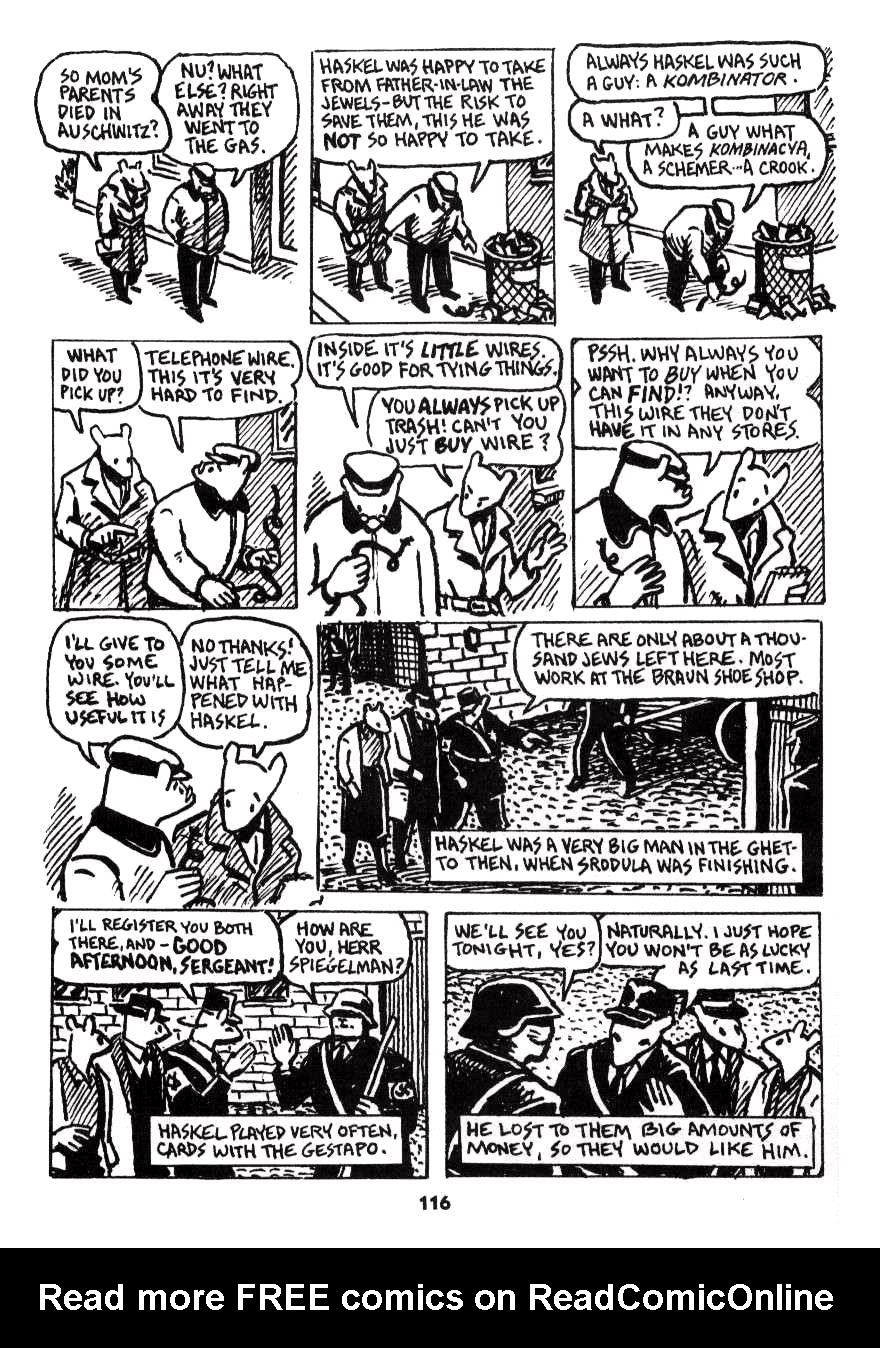 SO MOM'S
PARENTS
DIED IN
AUSCHWITZ?
NU? WHAT
ELSE? RIGHT
AWAY THEY
WENT TO
THE GAS.
HASKEL WAS HAPPY TO TAKE
FROM FATHER-IN-LAW THE
JEWELS-BUT THE RISK TO
SAVE THEM, THIS HE WAS
NOT SO HAPPY TO TAKE.
ALWAYS HASKEL WAS SUCH
A GUY: A KOMBINATOR.
A WHAT?
A GUY WHAT
MAKES KOMBINACYA,
A SCHEMER...A CROOK.
WHAT
DID YOU
PICK UP?
TELEPHONE WIRE.
THIS IT'S VERY
HARD TO FIND.
INSIDE IT'S LITTLE WIRES.
IT'S GOOD FOR TYING THINGS.
YOU ALWAYS PICK UP
TRASH! CAN'T YOU
JUST BUY WIRE?
PSSH. WHY ALWAYS YOU
WANT TO BUY WHEN YOU
CAN FIND!? ANYWAY,
THIS WIRE THEY DON'T
HAVE IT IN ANY STORES.
I'LL GIVE TO
YOU SOME
WIRE. YOU'LL
SEE HOW
USEFUL IT IS
NO THANKS!
JUST TELL ME
WHAT HAP-
PENED WITH
HASKEL.
THERE ARE ONLY ABOUT A THOU-
SAND JEWS LEFT HERE. MOST
WORK AT THE BRAUN SHOE SHOP.
HASKEL WAS A VERY BIG MAN IN THE GHET-
TO THEN, WHEN SRODULA WAS FINISHING.
I'LL REGISTER YOU BOTH
THERE, AND-GOOD
AFTERNOON, SERGEANT!
HOW ARE
YOU, HERR
SPIEGELMAN?
HASKEL PLAYED VERY OFTEN,
CARDS WITH THE GESTAPO.
WE'LL SEE YOU
TONIGHT, YES?
NATURALLY. I JUST HOPE
YOU WON'T BE AS LUCKY
AS LAST TIME.
HE LOST TO THEM BIG AMOUNTS OF
MONEY, SO THEY WOULD LIKE HIM.
116
Read more FREE comics on ReadComicOnline